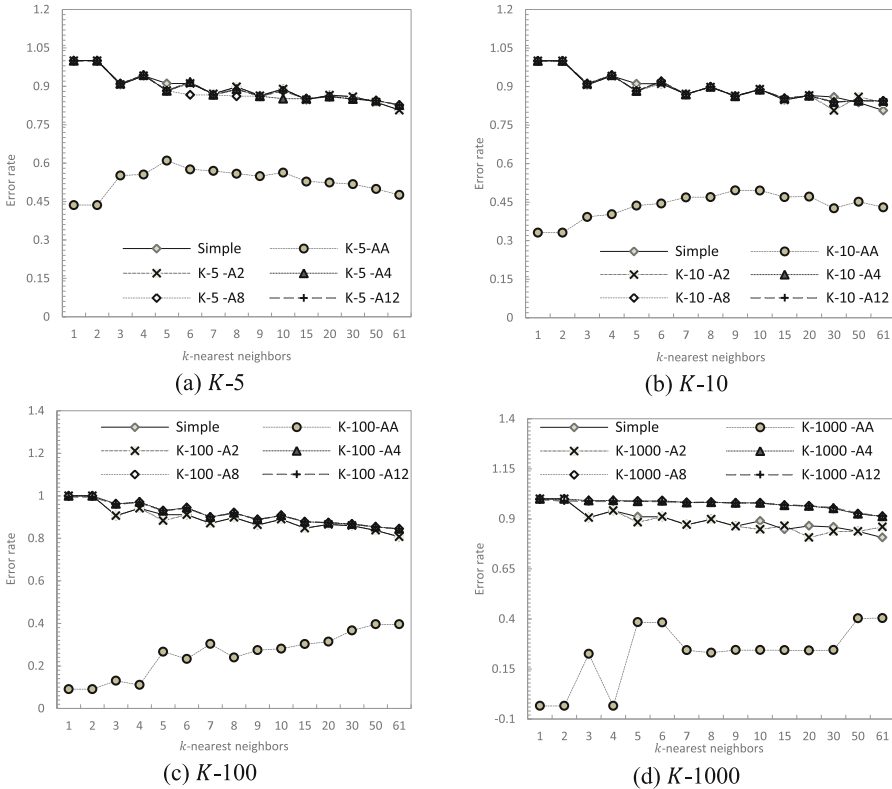 1.2
1.05
0.9
0.75
0.6
0.45
0.3
0.15
0
Error rate
Simple
K-5-AA
K-5 -A2
K-5 -A4
K-5 -A8
K-5 -A12
1 2 3 4 5 6 7 8 9 10 15 20 30 50 61
k-nearest neighbors
(a) K-5
1.2
1.05
0.9
0.75
0.6
0.45
0.3
0.15
0
Error rate
Simple
K-10-AA
K-10 -A2
K-10 -A4
K-10 -A8
K-10 -A12
1 2 3 4 5 6 7 8 9 10 15 20 30 50 61
k-nearest neighbors
(b) K-10
1.4
1.2
1
0.8
0.6
0.4
0.2
0
Error rate
Simple
K-100-AA
K-100 -A2
K-100 -A4
K-100 -A8
K-100 -A12
1 2 3 4 5 6 7 8 9 10 15 20 30 50 61
k-nearest neighbors
(c) K-100
1.4
1.15
0.9
0.65
0.4
0.15
-0.1
Error rate
Simple
K-1000 -AA
K-1000 -A2
K-1000 -A4
K-1000 -A8
K-1000 -A12
1 2 3 4 5 6 7 8 9 10 15 20 30 50 61
k-nearest neighbors
(d) K-1000